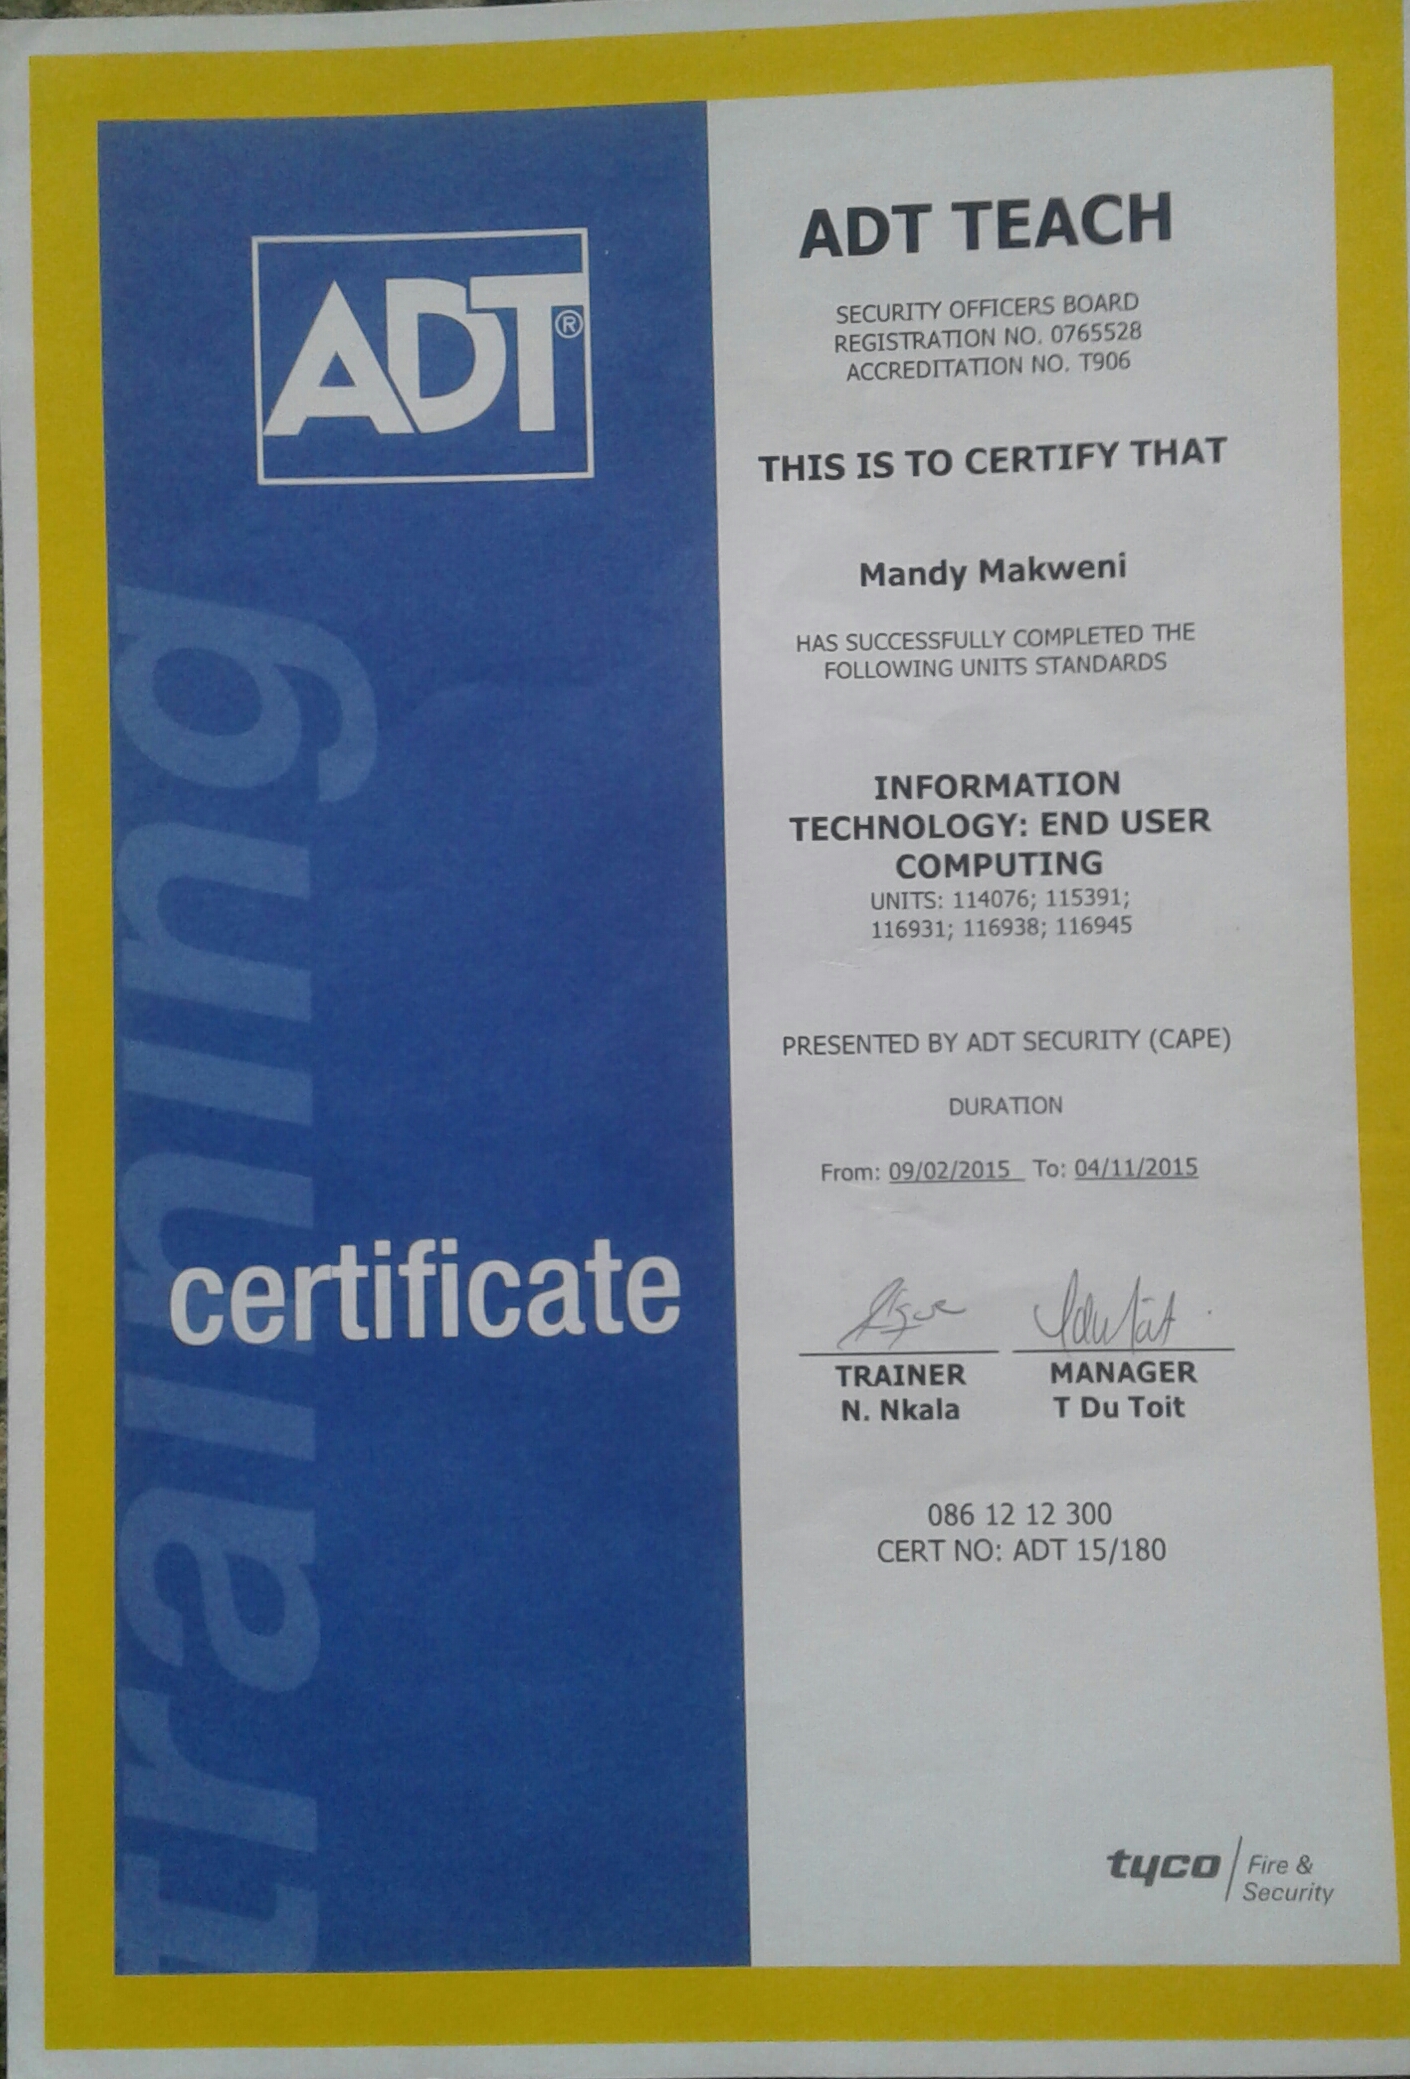 ADT®
training
certificate
ADT TEACH
SECURITY OFFICERS BOARD
REGISTRATION NO. 0765528
ACCREDITATION NO. T906
THIS IS TO CERTIFY THAT
Mandy Makweni
HAS SUCCESSFULLY COMPLETED THE
FOLLOWING UNITS STANDARDS
INFORMATION
TECHNOLOGY: END USER
COMPUTING
UNITS: 114076; 115391;
116931; 116938; 116945
PRESENTED BY ADT SECURITY (CAPE)
DURATION
From: 09/02/2015 To: 04/11/2015
TRAINER MANAGER
N. Nkala T Du Toit
086 12 12 300
CERT NO: ADT 15/180
tyco Fire &
Security